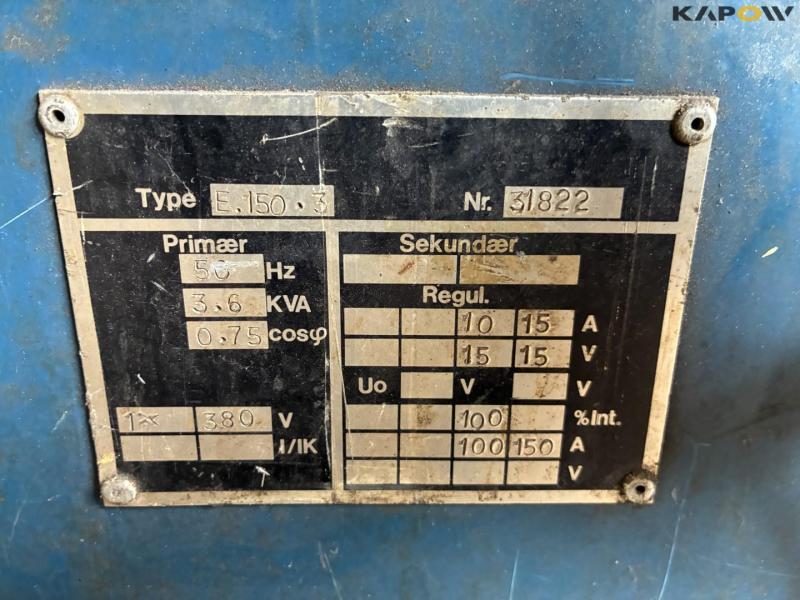 KAPOW
Type E.150.3 Nr. 31822
Primær
50 Hz
3.6 KVA
0.75 cosφ
1x 380 V
I/IK
Sekundær
Regul.
10 15 A
15 15 V
Uo V V
100 %Int.
100 150 A
V